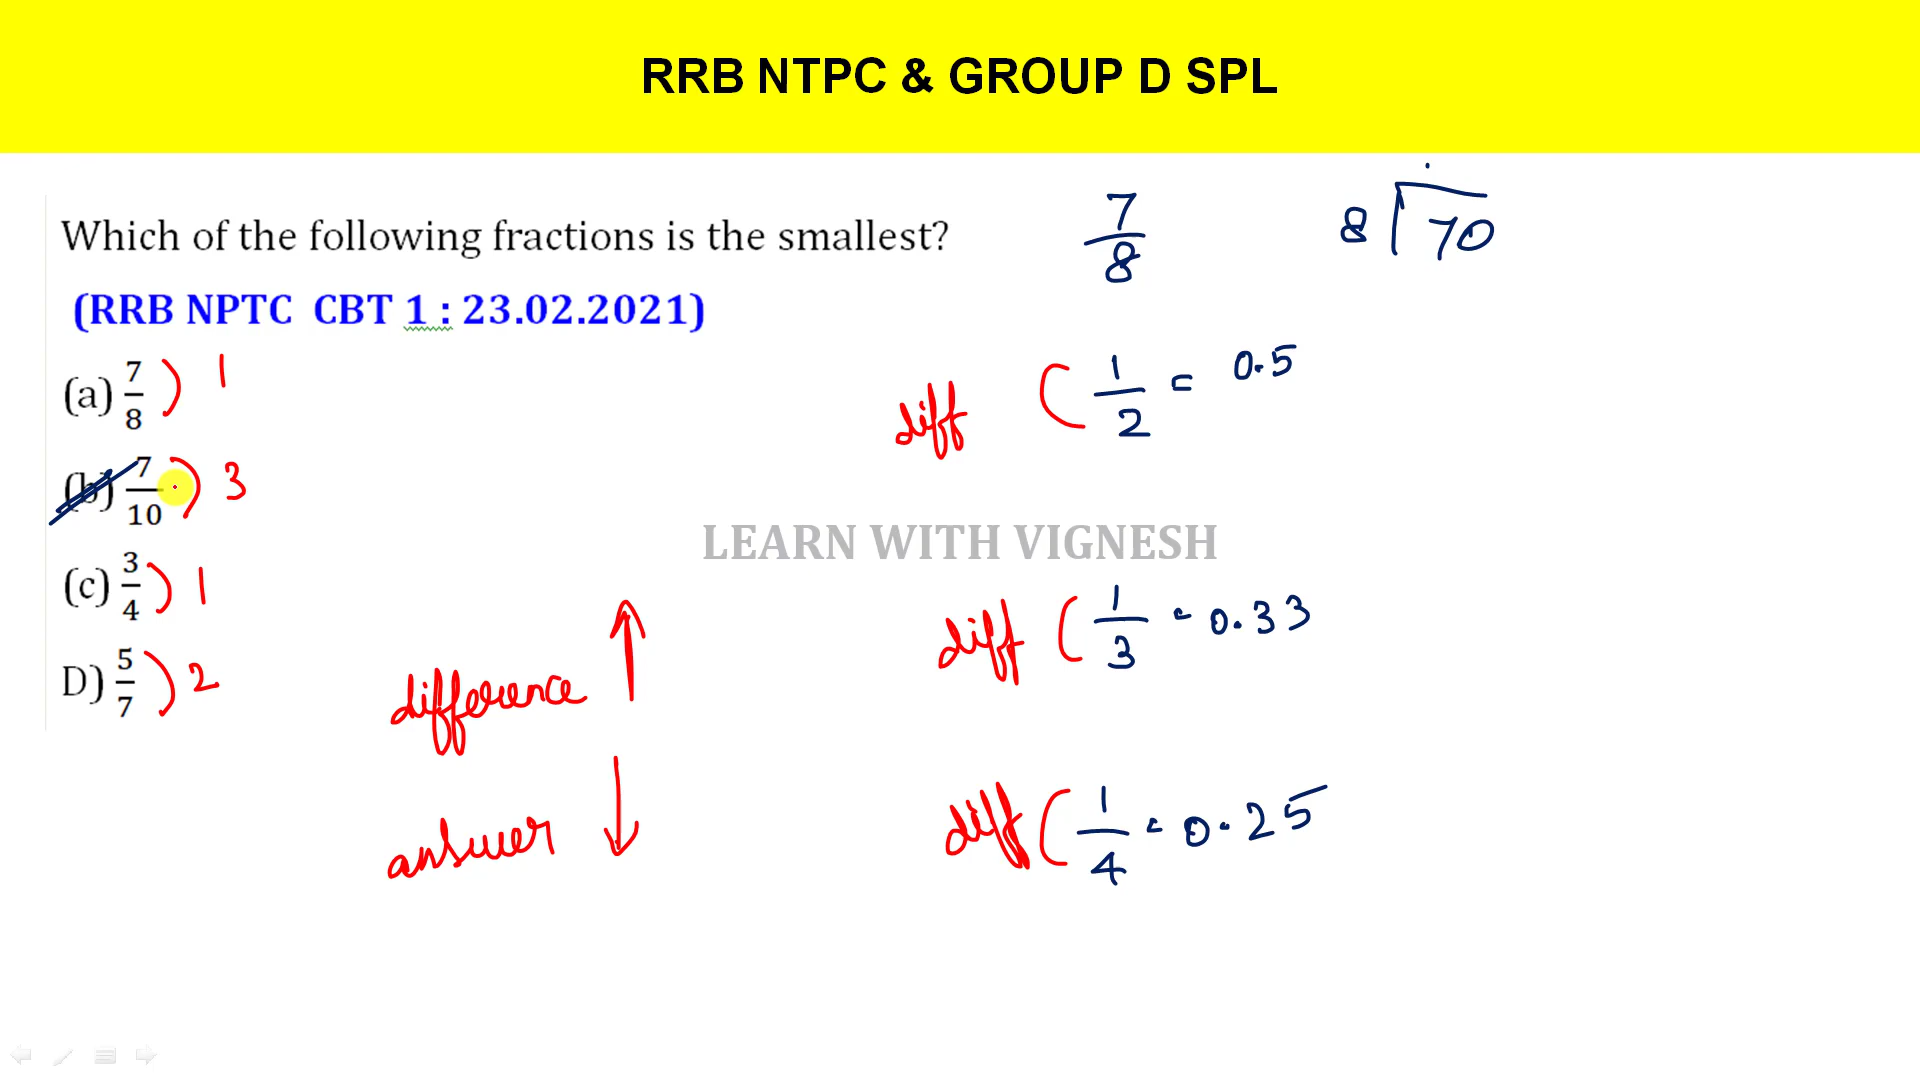 RRB NTPC & GROUP D SPL
Which of the following fractions is the smallest?
(RRB NPTC CBT 1 : 23.02.2021)
(a) 7/8 ) 1
(b) 7/10 ) 3
(c) 3/4 ) 1
D) 5/7 ) 2
difference ↑
answer ↓
7/8
8 70
diff ( 1/2 = 0.5
LEARN WITH VIGNESH
diff ( 1/3 = 0.33
diff ( 1/4 = 0.25